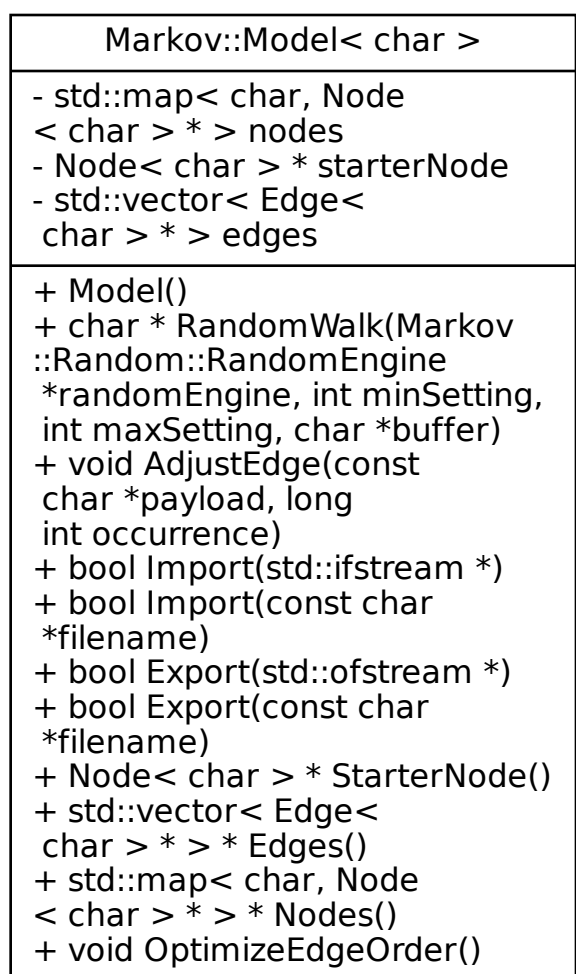 Markov::Model< char >
- std::map< char, Node
< char > * > nodes
- Node< char > * starterNode
- std::vector< Edge<
char > * > edges
+ Model()
+ char * RandomWalk(Markov
::Random::RandomEngine
*randomEngine, int minSetting,
int maxSetting, char *buffer)
+ void AdjustEdge(const
char *payload, long
int occurrence)
+ bool Import(std::ifstream *)
+ bool Import(const char
*filename)
+ bool Export(std::ofstream *)
+ bool Export(const char
*filename)
+ Node< char > * StarterNode()
+ std::vector< Edge<
char > * > * Edges()
+ std::map< char, Node
< char > * > * Nodes()
+ void OptimizeEdgeOrder()